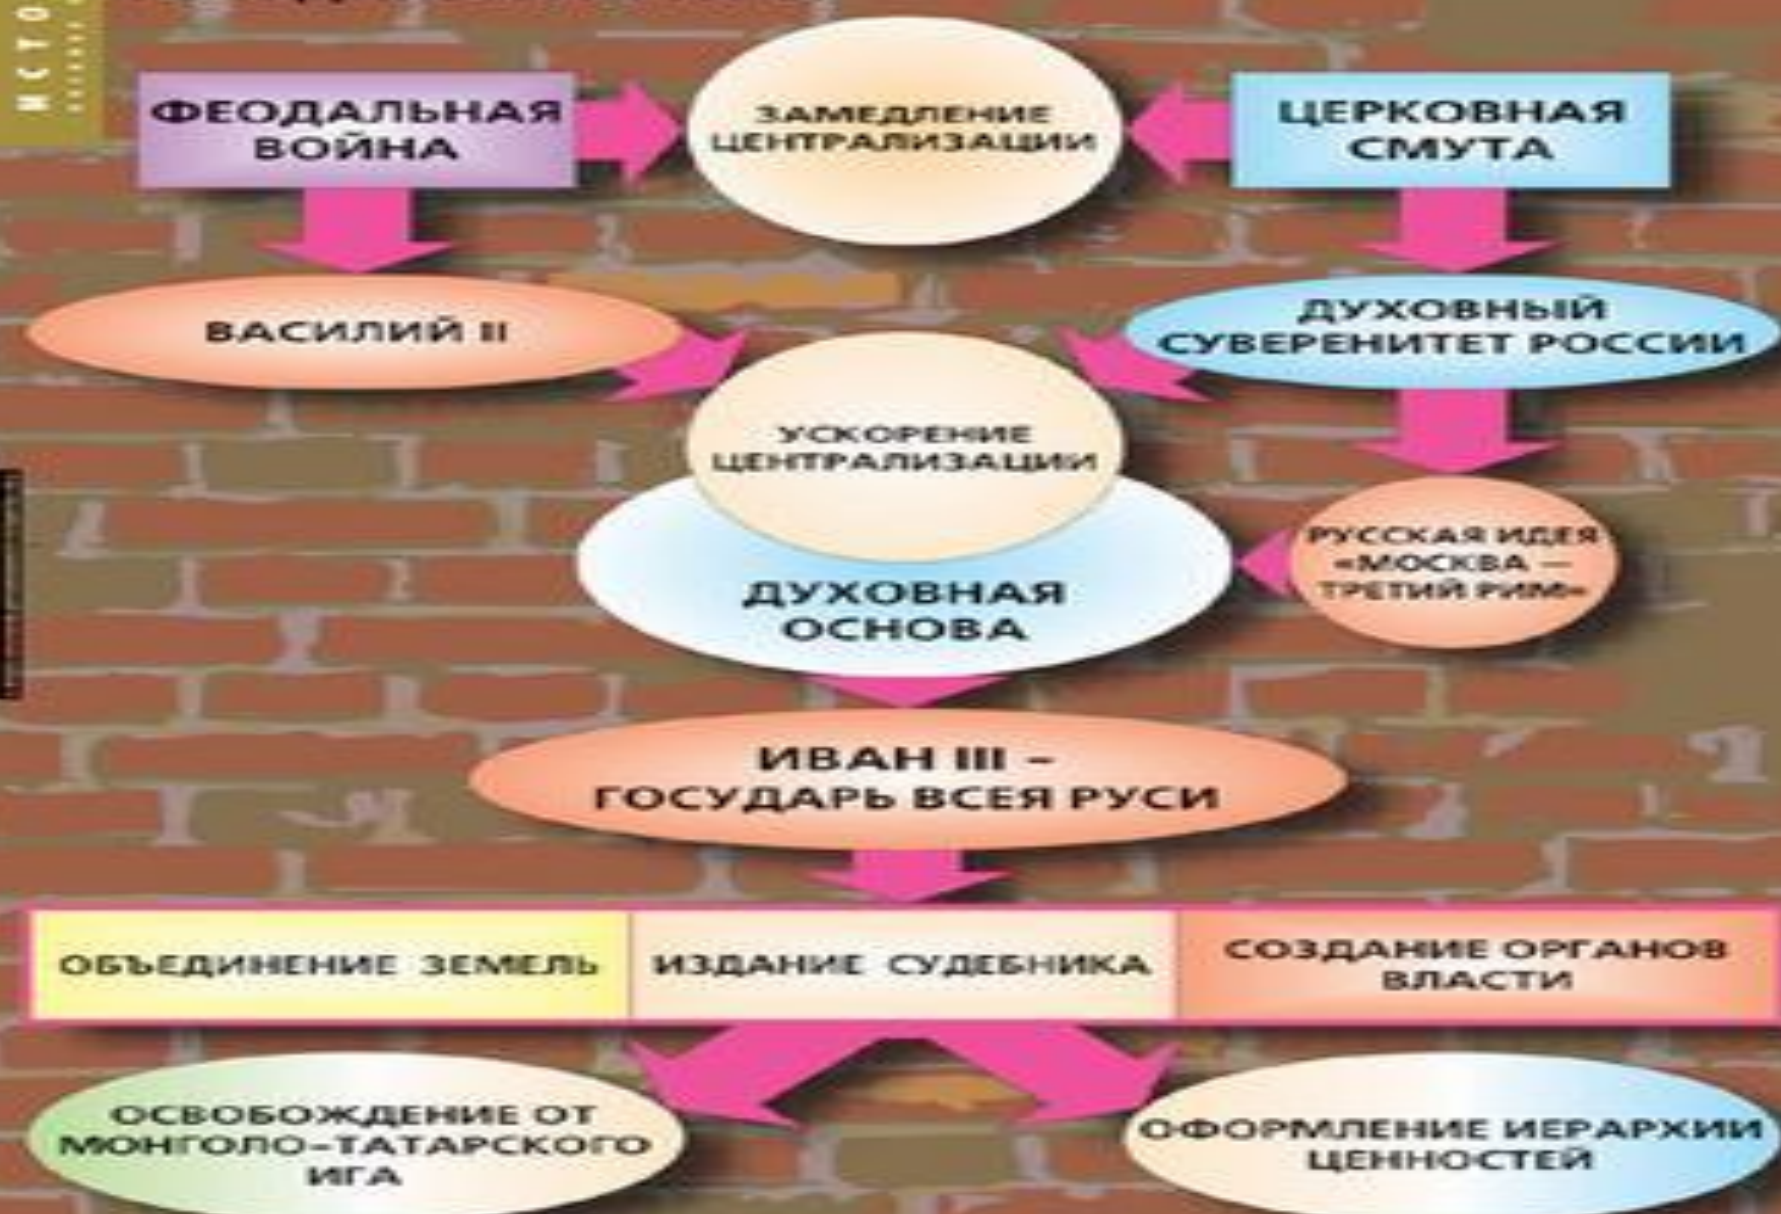 ИСТО
ФЕОДАЛЬНАЯ
ВОЙНА
ЗАМЕДЛЕНИЕ
ЦЕНТРАЛИЗАЦИИ
ЦЕРКОВНАЯ
СМУТА
ВАСИЛИЙ II
ДУХОВНЫЙ
СУВЕРЕНИТЕТ РОССИИ
УСКОРЕНИЕ
ЦЕНТРАЛИЗАЦИИ
ДУХОВНАЯ
ОСНОВА
РУССКАЯ ИДЕЯ
«МОСКВА —
ТРЕТИЙ РИМ»
ИВАН III –
ГОСУДАРЬ ВСЕЯ РУСИ
ОБЪЕДИНЕНИЕ ЗЕМЕЛЬ
ИЗДАНИЕ СУДЕБНИКА
СОЗДАНИЕ ОРГАНОВ
ВЛАСТИ
ОСВОБОЖДЕНИЕ ОТ
МОНГОЛО-ТАТАРСКОГО
ИГА
ОФОРМЛЕНИЕ ИЕРАРХИИ
ЦЕННОСТЕЙ